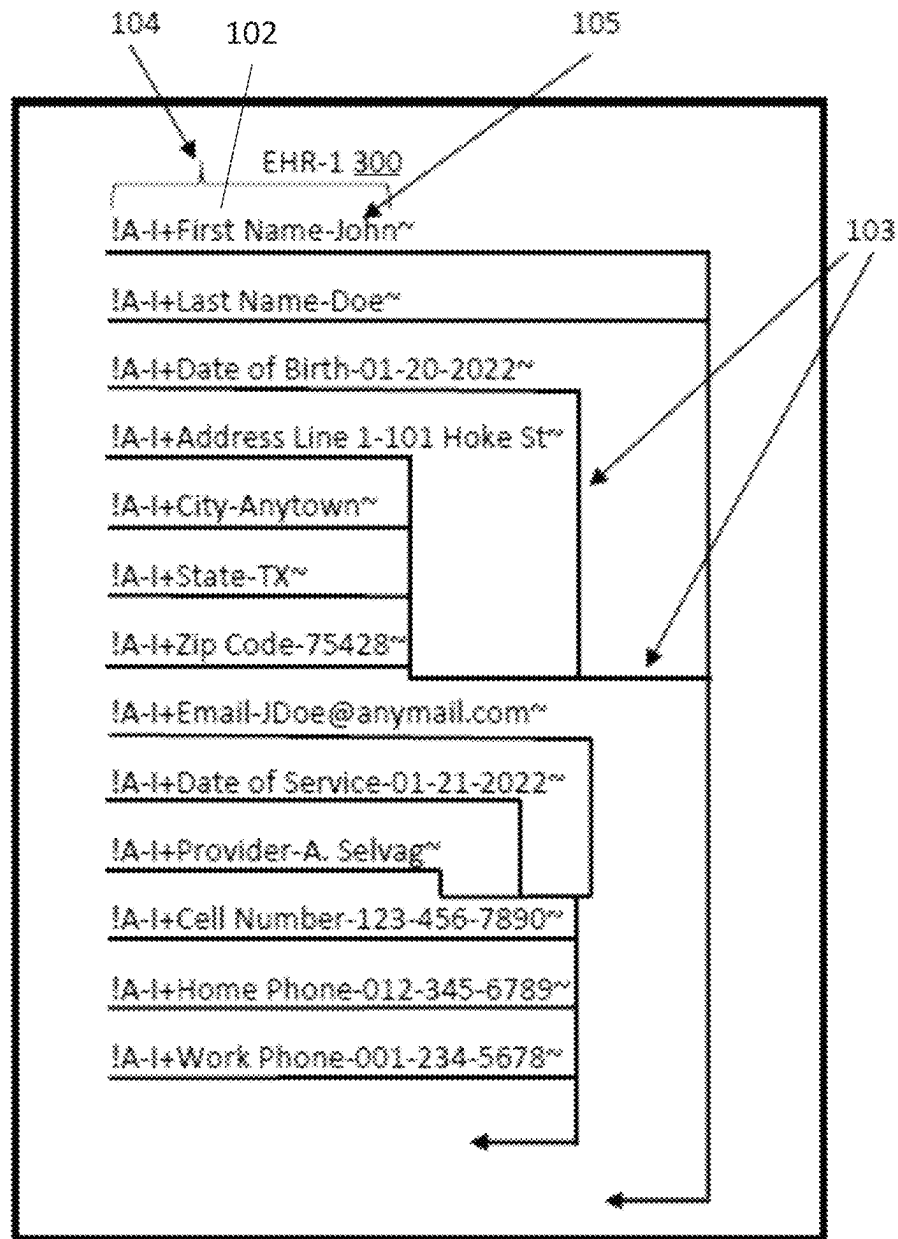 104
102
105
EHR-1 300
!A-I+First Name-John~
103
!A-I+Last Name-Doe~
!A-I+Date of Birth-01-20-2022~
!A-I+Address Line 1-101 Hoke St~
!A-I+City-Anytown~
!A-I+State-TX~
!A-I+Zip Code-75428~
!A-I+Email-JDoe@anymail.com~
!A-I+Date of Service-01-21-2022~
!A-I+Provider-A. Selvag~
!A-I+Cell Number-123-456-7890~
!A-I+Home Phone-012-345-6789~
!A-I+Work Phone-001-234-5678~